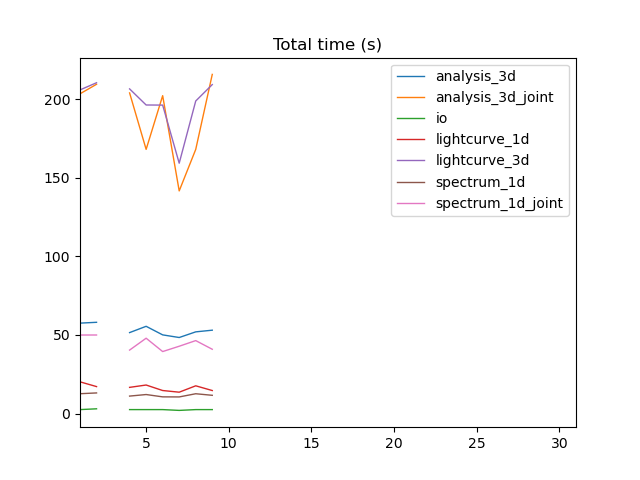 Total time (s)
analysis_3d
analysis_3d_joint
io
lightcurve_1d
lightcurve_3d
spectrum_1d
spectrum_1d_joint
200
150
100
50
0
5 10 15 20 25 30